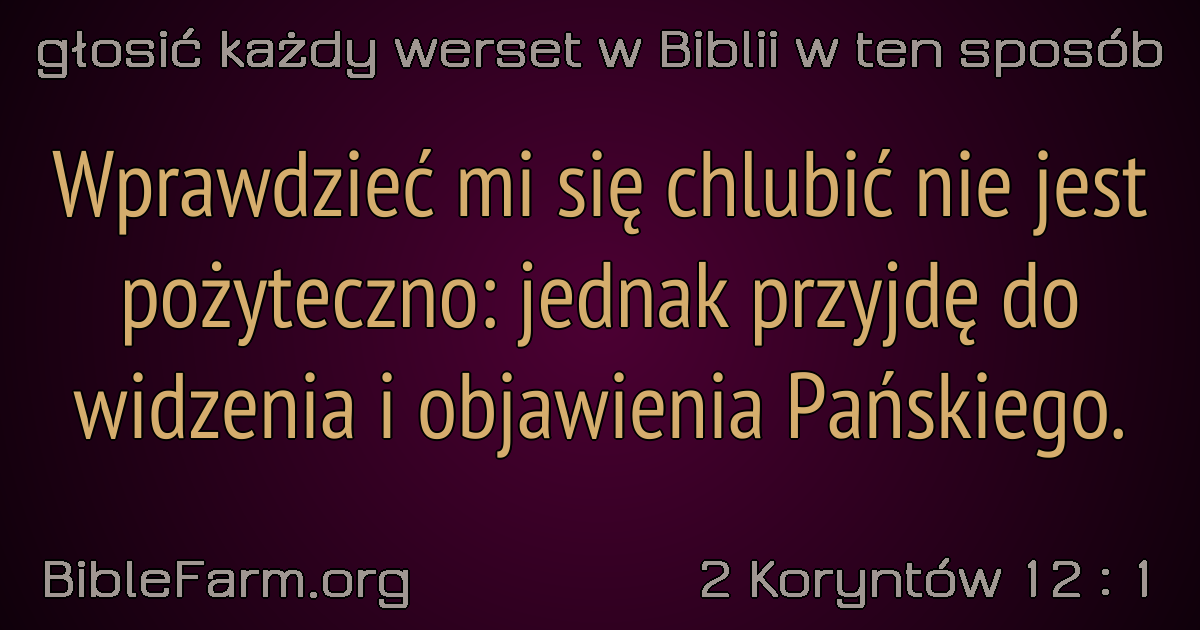 głosić każdy werset w Biblii w ten sposób
Wprawdzieć mi się chlubić nie jest
pożyteczno: jednak przyjdę do
widzenia i objawienia Pańskiego.
BibleFarm.org
2 Koryntów 12 : 1